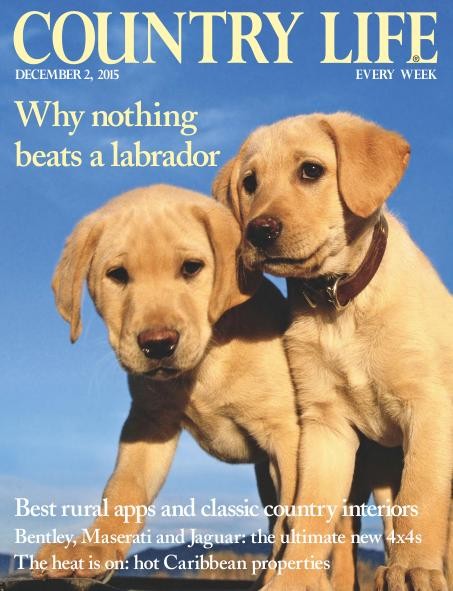 COUNTRY LIFE®
DECEMBER 2, 2015 EVERY WEEK
Why nothing
beats a labrador
Best rural apps and classic country interiors
Bentley, Maserati and Jaguar: the ultimate new 4x4s
The heat is on: hot Caribbean properties